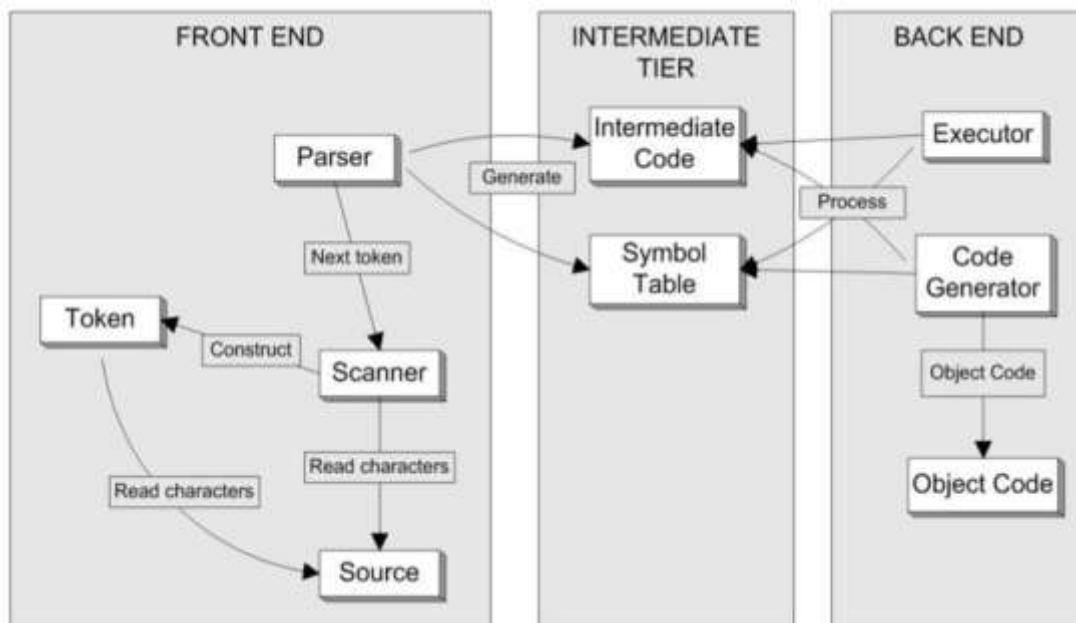 FRONT END
Parser
Next token
Token
Construct
Scanner
Read characters
Read characters
Source
Generate
INTERMEDIATE
TIER
Intermediate
Code
Symbol
Table
BACK END
Executor
Process
Code
Generator
Object Code
Object Code